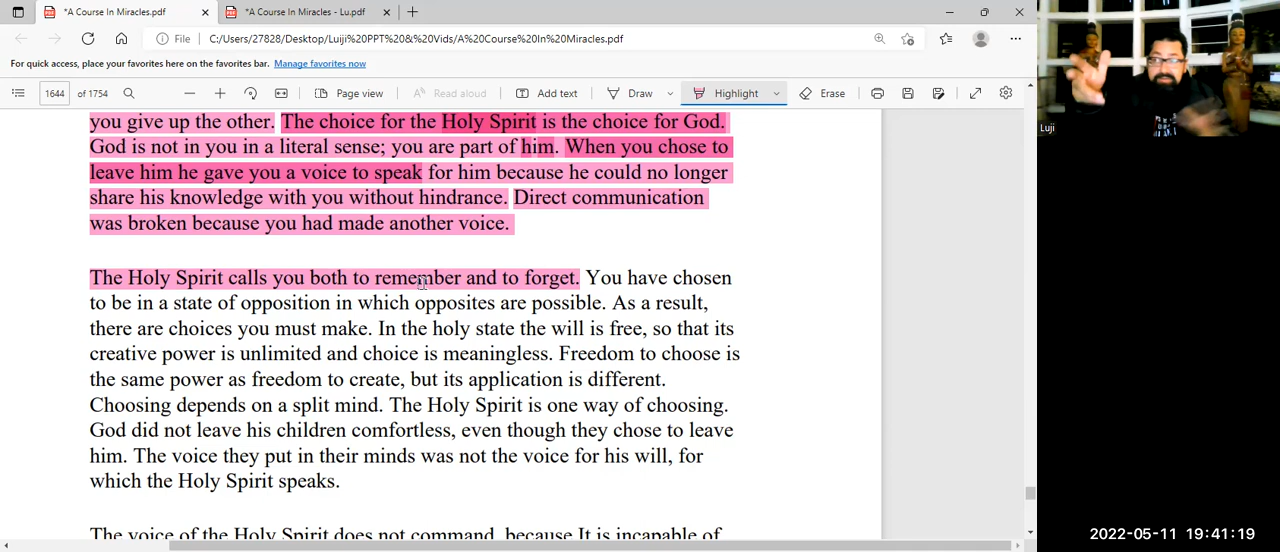 *A Course In Miracles.pdf
*A Course In Miracles - Lu.pdf
File
C:/Users/27828/Desktop/Luiji%20PPT%20&%20Vids/A%20Course%20In%20Miracles.pdf
For quick access, place your favorites here on the favorites bar. Manage favorites now
1644 of 1754
Page view
Read aloud
Add text
Draw
Highlight
Erase
you give up the other. The choice for the Holy Spirit is the choice for God.
God is not in you in a literal sense; you are part of him. When you chose to
leave him he gave you a voice to speak for him because he could no longer
share his knowledge with you without hindrance. Direct communication
was broken because you had made another voice.
The Holy Spirit calls you both to remember and to forget. You have chosen
to be in a state of opposition in which opposites are possible. As a result,
there are choices you must make. In the holy state the will is free, so that its
creative power is unlimited and choice is meaningless. Freedom to choose is
the same power as freedom to create, but its application is different.
Choosing depends on a split mind. The Holy Spirit is one way of choosing.
God did not leave his children comfortless, even though they chose to leave
him. The voice they put in their minds was not the voice for his will, for
which the Holy Spirit speaks.
The voice of the Holy Spirit does not command, because It is incapable of
Luji
2022-05-11 19:41:19